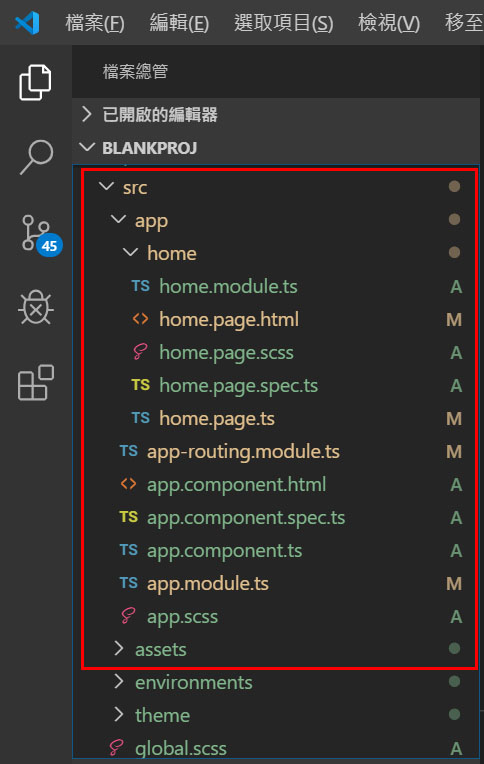 檔案(F) 編輯(E) 選取項目(S) 檢視(V) 移至
檔案總管
已開啟的編輯器
BLANKPROJ
src
app
home
TS home.module.ts A
<> home.page.html M
home.page.scss A
TS home.page.spec.ts A
TS home.page.ts M
TS app-routing.module.ts M
<> app.component.html A
TS app.component.spec.ts A
TS app.component.ts A
TS app.module.ts M
app.scss A
assets
environments
theme
global.scss A
45